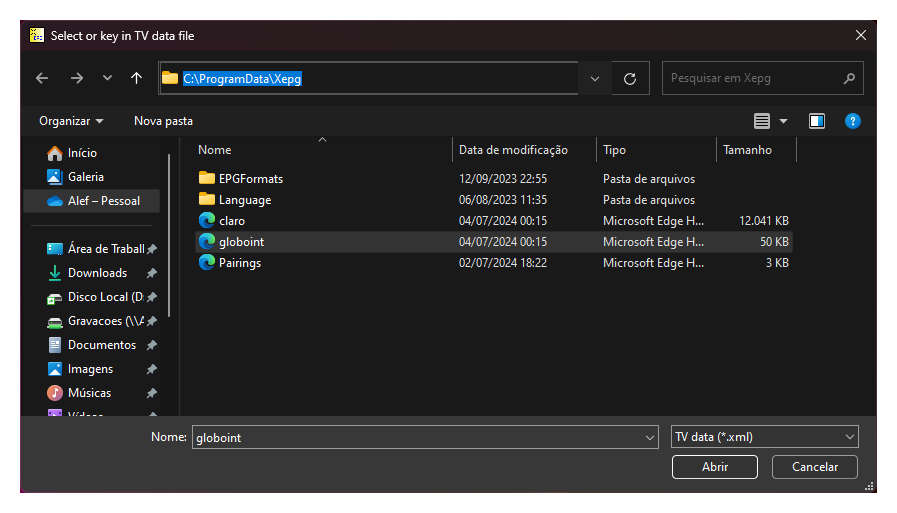 Select or key in TV data file
C:\ProgramData\Xepg
Pesquisar em Xepg
Organizar
Nova pasta
Início
Galeria
Alef – Pessoal
Área de Traball
Downloads
Disco Local (D:
Gravacoes (\\A
Documentos
Imagens
Músicas
Vídeos
Nome Data de modificação Tipo Tamanho
EPGFormats 12/09/2023 22:55 Pasta de arquivos
Language 06/08/2023 11:35 Pasta de arquivos
claro 04/07/2024 00:15 Microsoft Edge H... 12.041 KB
globoint 04/07/2024 00:15 Microsoft Edge H... 50 KB
Pairings 02/07/2024 18:22 Microsoft Edge H... 3 KB
Nome: globoint TV data (*.xml)
Abrir Cancelar